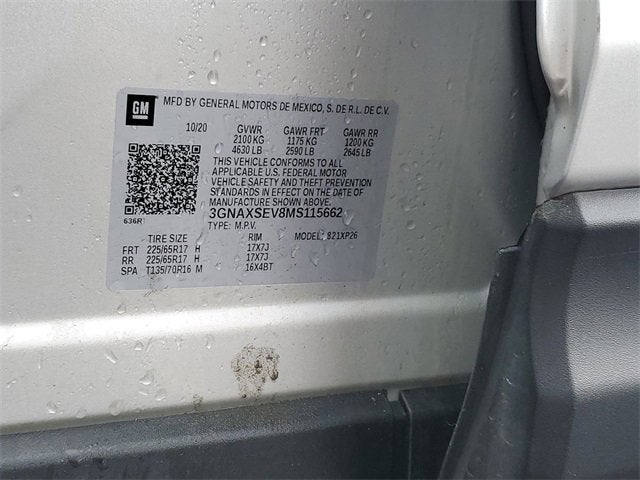 GM MFD BY GENERAL MOTORS DE MEXICO, S. DE R.L. DE C.V.
10/20 GVWR GAWR FRT GAWR RR
2100 KG 1175 KG 1200 KG
4630 LB 2590 LB 2645 LB
THIS VEHICLE CONFORMS TO ALL
APPLICABLE U.S. FEDERAL MOTOR
VEHICLE SAFETY AND THEFT PREVENTION
STANDARDS IN EFFECT ON THE DATE OF
MANUFACTURE SHOWN ABOVE.
3GNAXSEV8MS115662
636R TYPE: M.P.V.
MODEL: 821XP26
TIRE SIZE RIM
FRT 225/65R17 H 17X7J
RR 225/65R17 H 17X7J
SPA T135/70R16 M 16X4BT